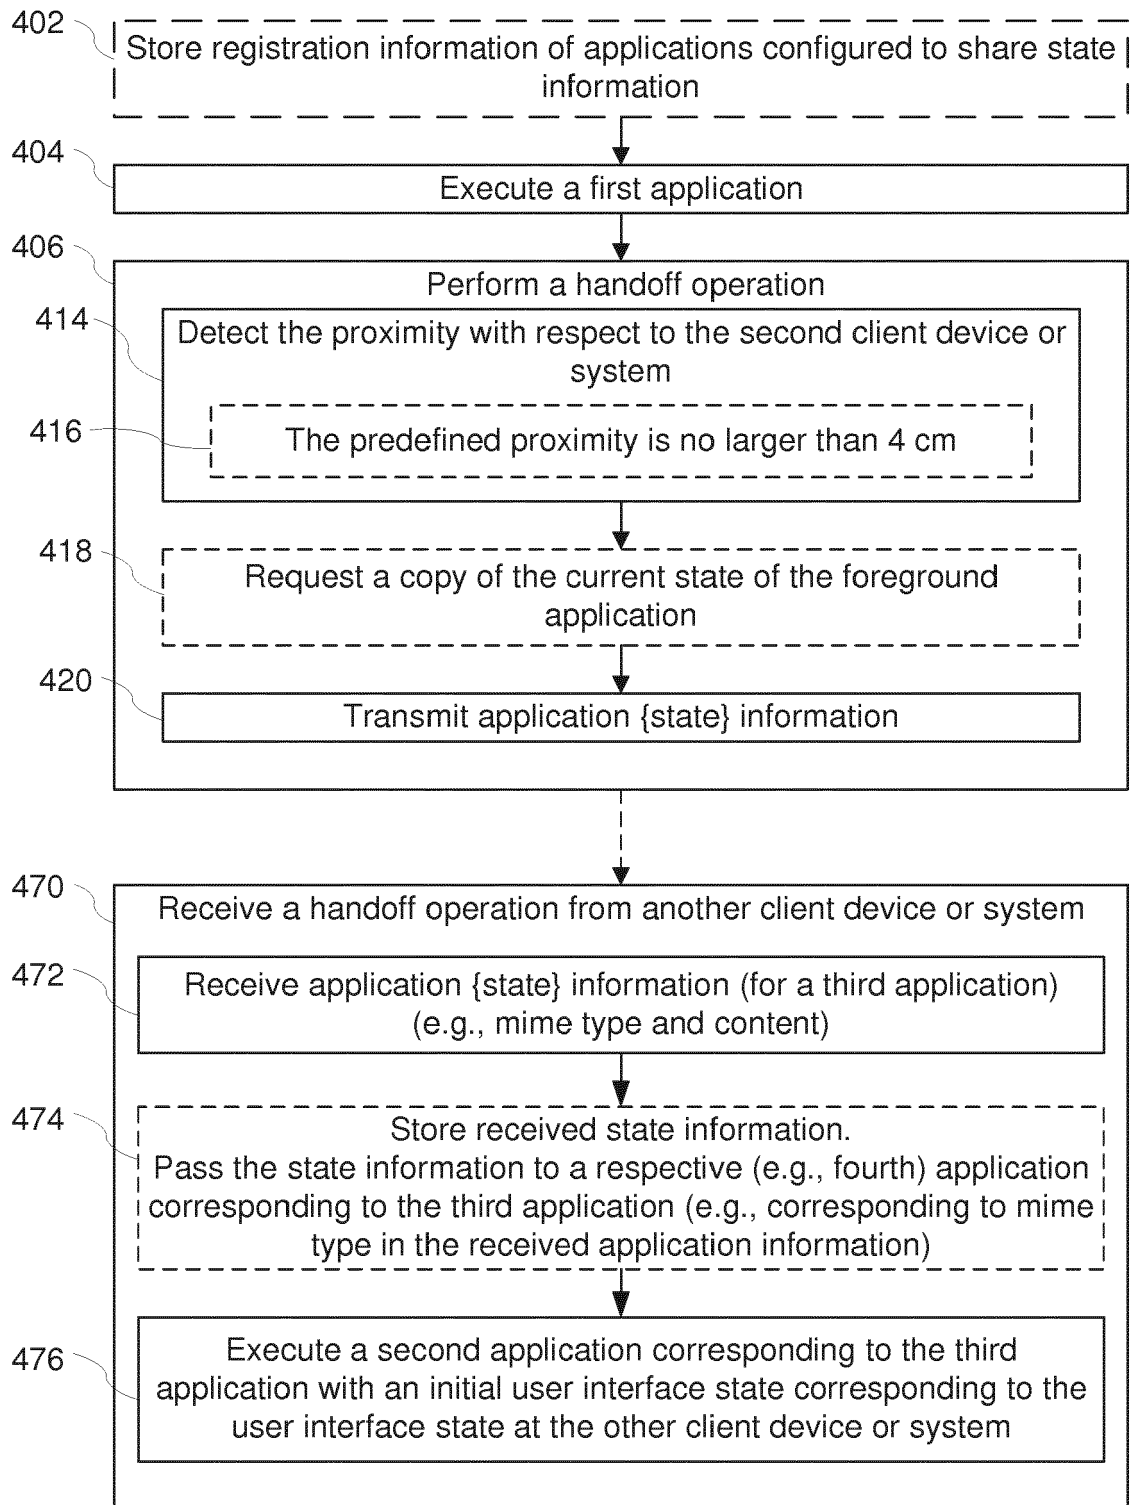 402
Store registration information of applications configured to share state
information
404
Execute a first application
406
Perform a handoff operation
414
Detect the proximity with respect to the second client device or
system
416
The predefined proximity is no larger than 4 cm
418
Request a copy of the current state of the foreground
application
420
Transmit application {state} information
470
Receive a handoff operation from another client device or system
472
Receive application {state} information (for a third application)
(e.g., mime type and content)
474
Store received state information.
Pass the state information to a respective (e.g., fourth) application
corresponding to the third application (e.g., corresponding to mime
type in the received application information)
476
Execute a second application corresponding to the third
application with an initial user interface state corresponding to the
user interface state at the other client device or system